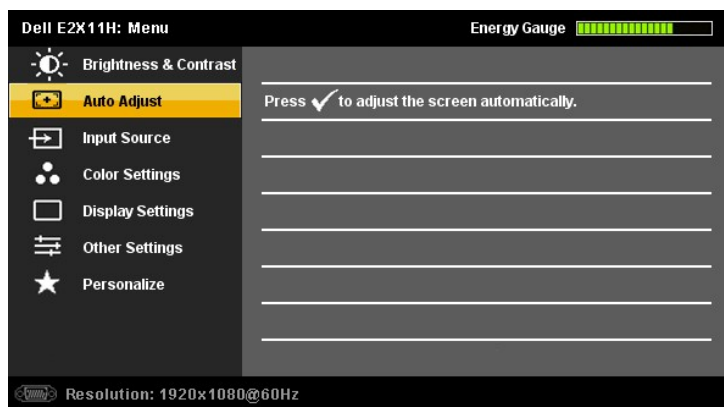 Dell E2X11H: Menu
Energy Gauge
Brightness & Contrast
Auto Adjust
Press ✓ to adjust the screen automatically.
Input Source
Color Settings
Display Settings
Other Settings
Personalize
Resolution: 1920x1080@60Hz